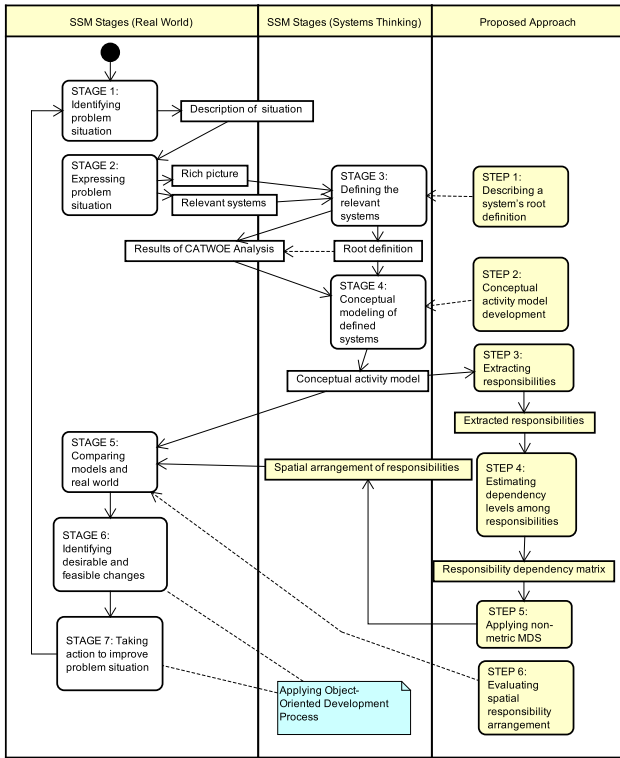 SSM Stages (Real World)
SSM Stages (Systems Thinking)
Proposed Approach
STAGE 1:
Identifying
problem
situation
Description of situation
STAGE 2:
Expressing
problem
situation
Rich picture
Relevant systems
STAGE 3:
Defining the
relevant
systems
STEP 1:
Describing a
system's root
definition
Results of CATWOE Analysis
Root definition
STAGE 4:
Conceptual
modeling of
defined
systems
STEP 2:
Conceptual
activity model
development
Conceptual activity model
STEP 3:
Extracting
responsibilities
Extracted responsibilities
STAGE 5:
Comparing
models and
real world
Spatial arrangement of responsibilities
STEP 4:
Estimating
dependency
levels among
responsibilities
STAGE 6:
Identifying
desirable and
feasible changes
Responsibility dependency matrix
STAGE 7: Taking
action to improve
problem situation
STEP 5:
Applying non-
metric MDS
STEP 6:
Evaluating
spatial
responsibility
arrangement
Applying Object-
Oriented Development
Process